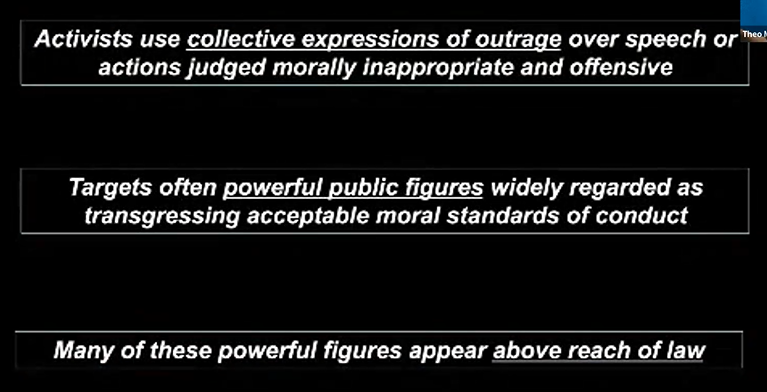 Theo M
Activists use collective expressions of outrage over speech or
actions judged morally inappropriate and offensive
Targets often powerful public figures widely regarded as
transgressing acceptable moral standards of conduct
Many of these powerful figures appear above reach of law